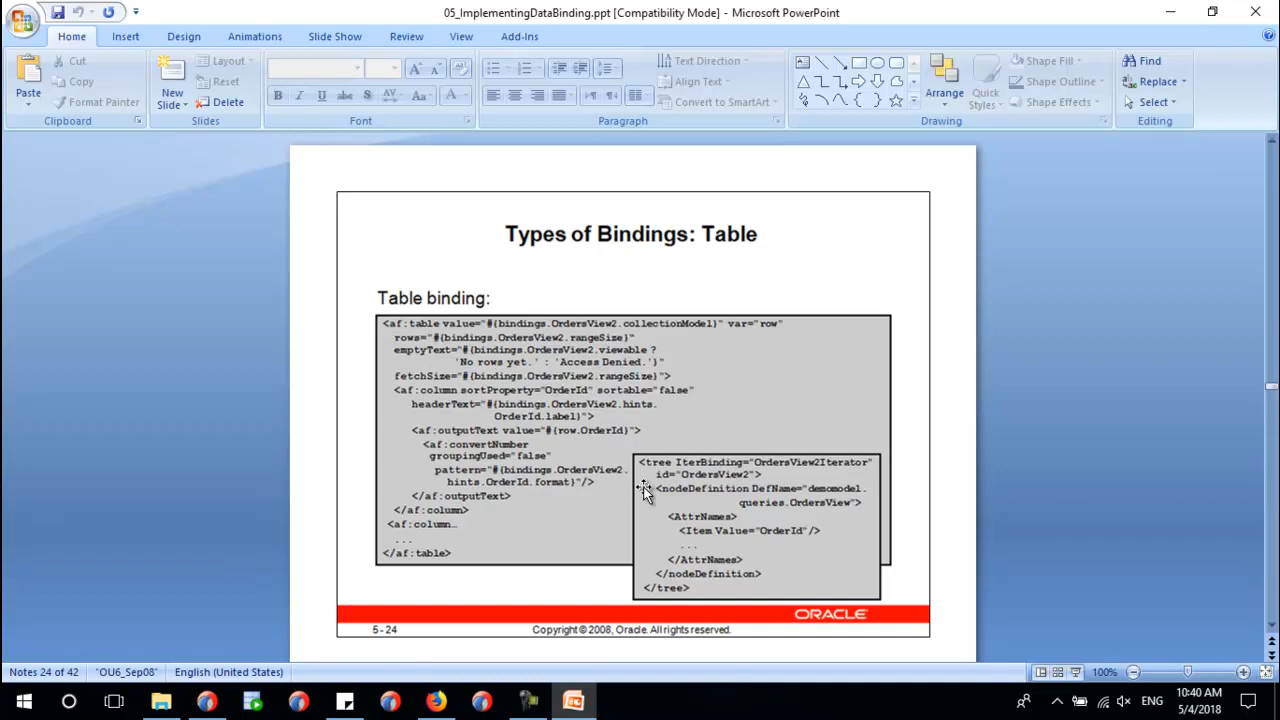 05_ImplementingDataBinding.ppt [Compatibility Mode] - Microsoft PowerPoint
Home Insert Design Animations Slide Show Review View Add-Ins
Paste
Cut
Copy
Format Painter
Clipboard
New
Slide
Layout
Reset
Delete
Slides
B I U abc S AV Aa A
Font
Text Direction
Align Text
Convert to SmartArt
Paragraph
Arrange
Quick
Styles
Shape Fill
Shape Outline
Shape Effects
Drawing
Find
Replace
Select
Editing
Types of Bindings: Table
Table binding:
<af:table value="#{bindings.OrdersView2.collectionModel}" var="row"
rows="#{bindings.OrdersView2.rangeSize}"
emptyText="#{bindings.OrdersView2.viewable ?
'No rows yet.' : 'Access Denied.'}"
fetchSize="#{bindings.OrdersView2.rangeSize}">
<af:column sortProperty="OrderId" sortable="false"
headerText="#{bindings.OrdersView2.hints.
OrderId.label}">
<af:outputText value="#{row.OrderId}">
<af:convertNumber
groupingUsed="false"
pattern="#{bindings.OrdersView2.
hints.OrderId.format}"/>
</af:outputText>
</af:column>
<af:column…
...
</af:table>
<tree IterBinding="OrdersView2Iterator"
id="OrdersView2">
<nodeDefinition DefName="demomodel.
queries.OrdersView">
<AttrNames>
<Item Value="OrderId"/>
...
</AttrNames>
</nodeDefinition>
</tree>
ORACLE
5 - 24 Copyright © 2008, Oracle. All rights reserved.
Notes 24 of 42 "OU6_Sep08" English (United States) 100%
ENG
10:40 AM
5/4/2018